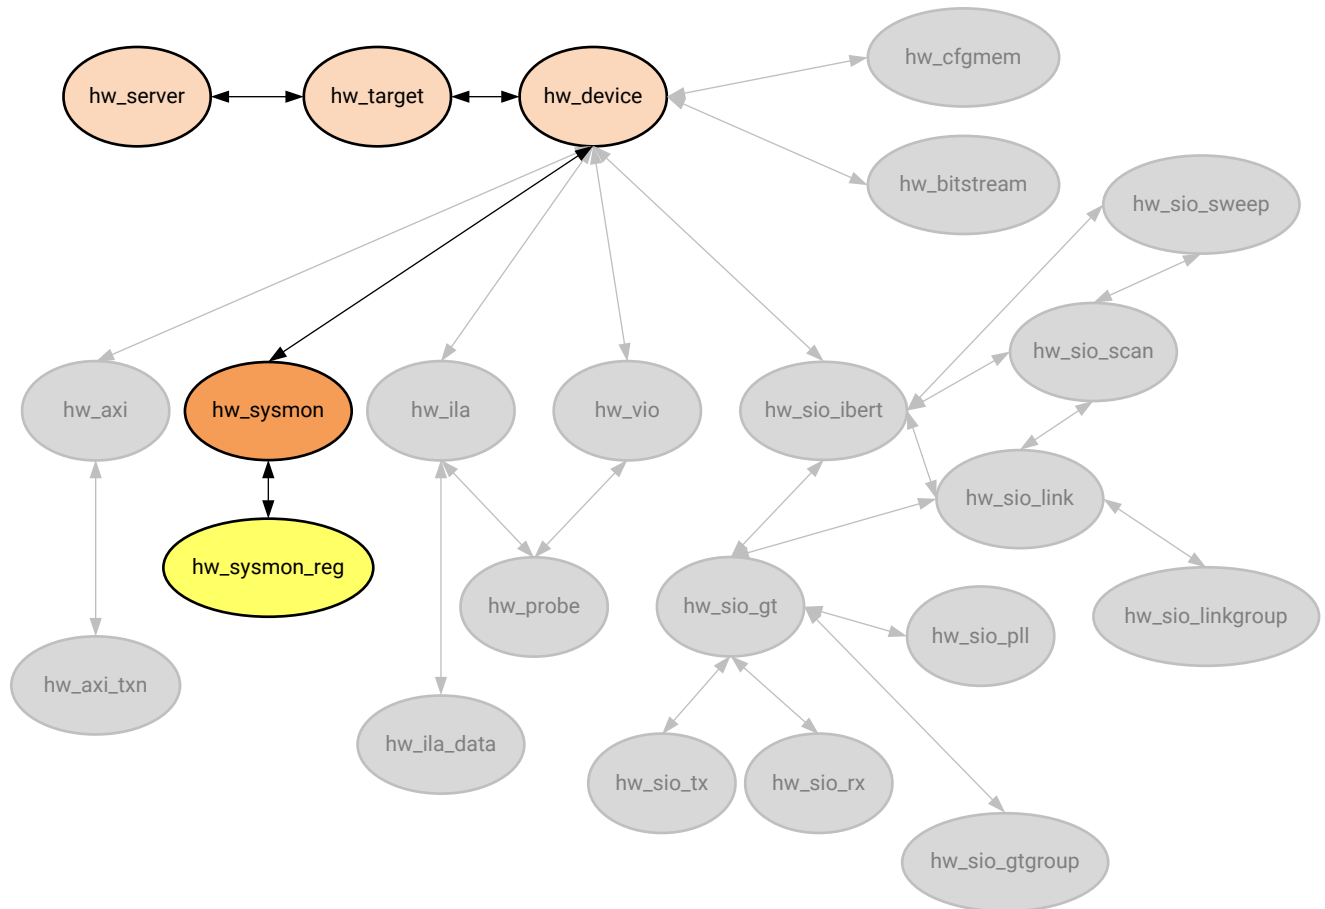 hw_cfgmem
hw_server
hw_target
hw_device
hw_bitstream
hw_sio_sweep
hw_sio_scan
hw_axi
hw_sysmon
hw_ila
hw_vio
hw_sio_ibert
hw_sio_link
hw_sysmon_reg
hw_probe
hw_sio_gt
hw_sio_pll
hw_sio_linkgroup
hw_axi_txn
hw_ila_data
hw_sio_tx
hw_sio_rx
hw_sio_gtgroup